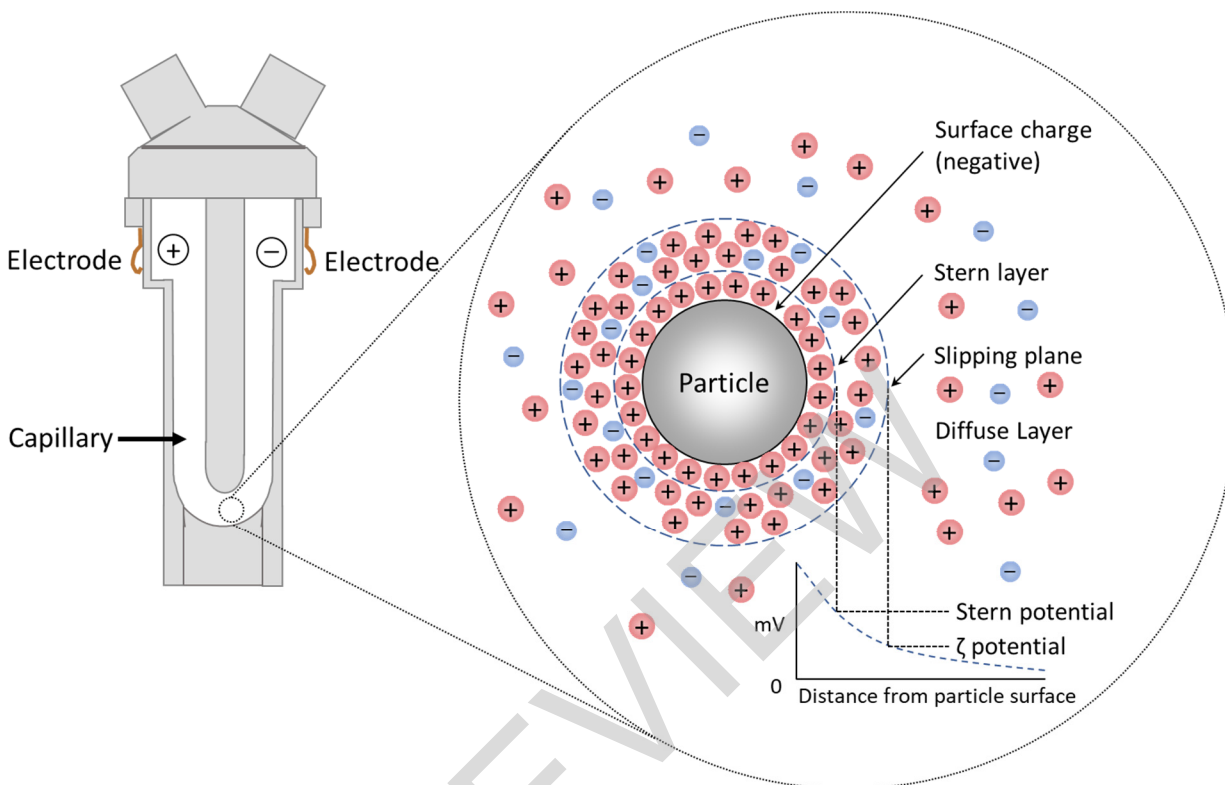 Surface charge
(negative)
Electrode
+
−
Electrode
Stern layer
Slipping plane
Particle
Capillary
Diffuse Layer
Stern potential
mV
ζ potential
0
Distance from particle surface
EVIEW